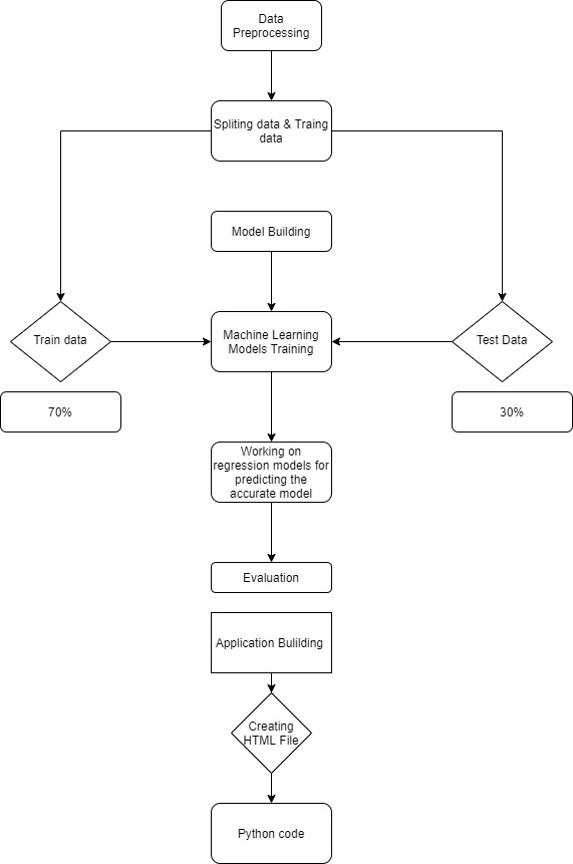 Data
Preprocessing
Spliting data & Traing
data
Model Building
Train data
Machine Learning
Models Training
Test Data
70%
30%
Working on
regression models for
predicting the
accurate model
Evaluation
Application Bulilding
Creating
HTML File
Python code